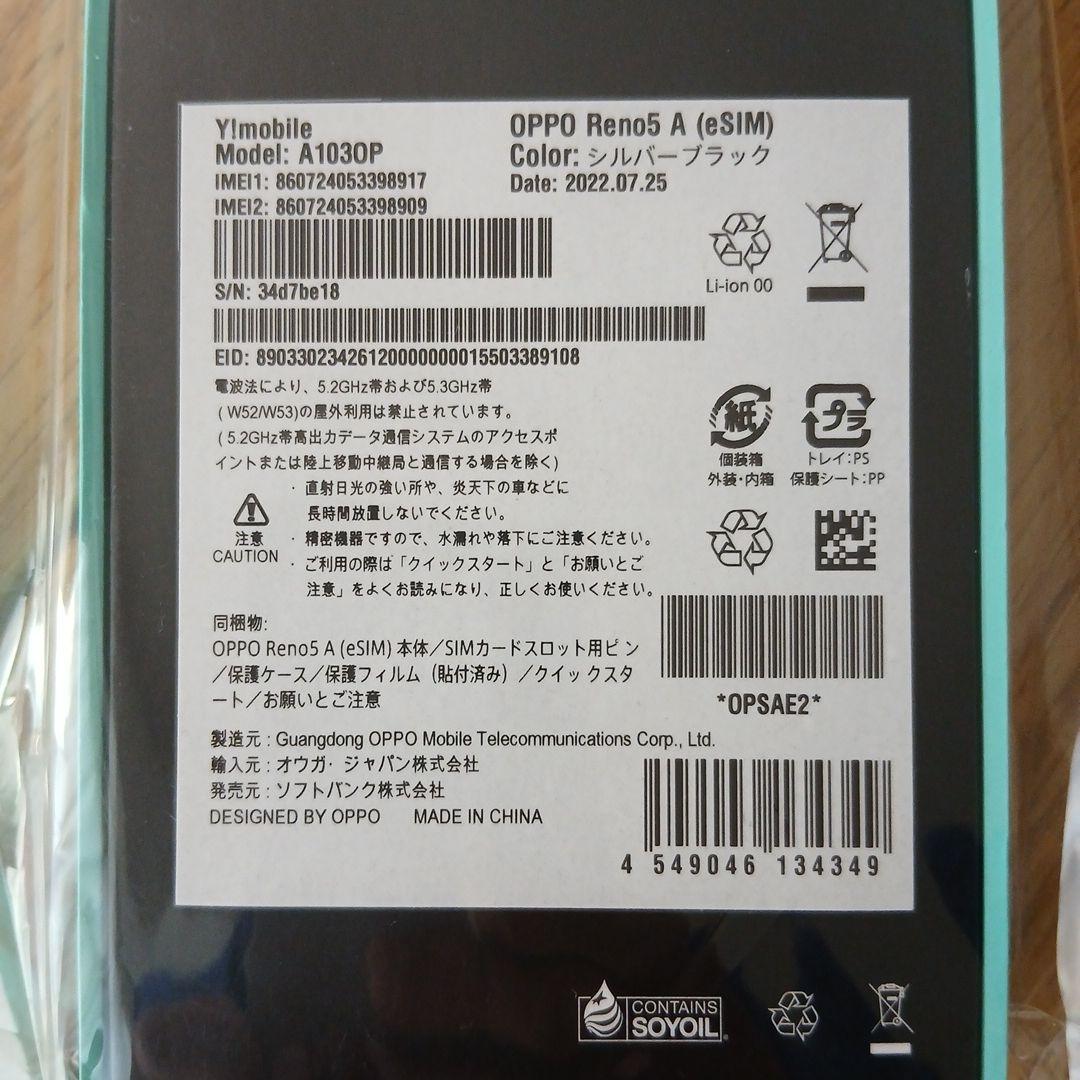 Y!mobile
Model: A103OP
IMEI1: 860724053398917
IMEI2: 860724053398909
OPPO Reno5 A (eSIM)
Color: シルバーブラック
Date: 2022.07.25
S/N: 34d7be18
Li-ion 00
EID: 89033023426120000000015503389108
電波法により、5.2GHz帯および5.3GHz帯
( W52/W53)の屋外利用は禁止されています。
( 5.2GHz帯高出力データ通信システムのアクセスポ
イントまたは陸上移動中継局と通信する場合を除く)
紙
個装箱
外装・内箱
プラ
トレイ:PS
保護シート:PP
注意
CAUTION
・ 直射日光の強い所や、炎天下の車などに
長時間放置しないでください。
・ 精密機器ですので、水濡れや落下にご注意ください。
・ ご利用の際は「クイックスタート」と「お願いとご
注意」をよくお読みになり、正しくお使いください。
同梱物:
OPPO Reno5 A (eSIM) 本体／SIMカードスロット用ピン
／保護ケース／保護フィルム（貼付済み）／クイックスタ
ート／お願いとご注意
*OPSAE2*
製造元 : Guangdong OPPO Mobile Telecommunications Corp., Ltd.
輸入元 : オウガ・ジャパン株式会社
発売元 : ソフトバンク株式会社
DESIGNED BY OPPO MADE IN CHINA
4 549046 134349
CONTAINS
SOYOIL